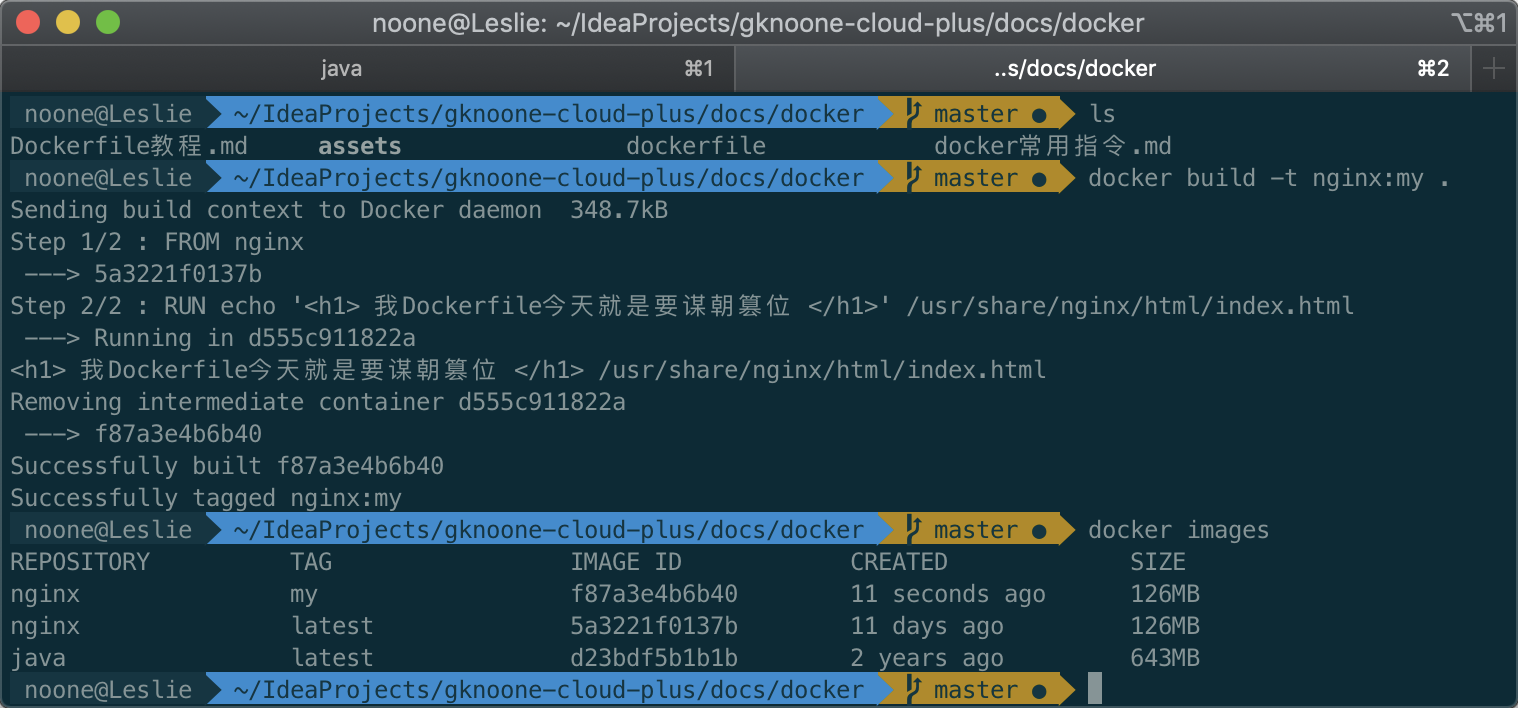 noone@Leslie: ~/IdeaProjects/gknoone-cloud-plus/docs/docker ⌥⌘1
java ⌘1 ..s/docs/docker ⌘2
noone@Leslie ~/IdeaProjects/gknoone-cloud-plus/docs/docker master ● ls
Dockerfile教程.md assets dockerfile docker常用指令.md
noone@Leslie ~/IdeaProjects/gknoone-cloud-plus/docs/docker master ● docker build -t nginx:my .
Sending build context to Docker daemon 348.7kB
Step 1/2 : FROM nginx
---> 5a3221f0137b
Step 2/2 : RUN echo '<h1> 我Dockerfile今天就是要谋朝篡位 </h1>' /usr/share/nginx/html/index.html
---> Running in d555c911822a
<h1> 我Dockerfile今天就是要谋朝篡位 </h1> /usr/share/nginx/html/index.html
Removing intermediate container d555c911822a
---> f87a3e4b6b40
Successfully built f87a3e4b6b40
Successfully tagged nginx:my
noone@Leslie ~/IdeaProjects/gknoone-cloud-plus/docs/docker master ● docker images
REPOSITORY TAG IMAGE ID CREATED SIZE
nginx my f87a3e4b6b40 11 seconds ago 126MB
nginx latest 5a3221f0137b 11 days ago 126MB
java latest d23bdf5b1b1b 2 years ago 643MB
noone@Leslie ~/IdeaProjects/gknoone-cloud-plus/docs/docker master ●